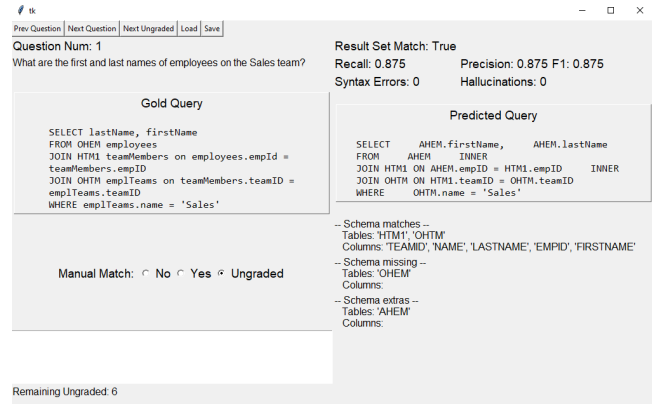 tk
Prev Question Next Question Next Ungraded Load Save
Question Num: 1
What are the first and last names of employees on the Sales team?
Gold Query
SELECT lastName, firstName
FROM OHEM employees
JOIN HTM1 teamMembers on employees.empId =
teamMembers.empID
JOIN OHTM emplTeams on teamMembers.teamID =
emplTeams.teamID
WHERE emplTeams.name = 'Sales'
Manual Match: No Yes Ungraded
Remaining Ungraded: 6
Result Set Match: True
Recall: 0.875 Precision: 0.875 F1: 0.875
Syntax Errors: 0 Hallucinations: 0
Predicted Query
SELECT AHEM.firstName, AHEM.lastName
FROM AHEM INNER
JOIN HTM1 ON AHEM.empID = HTM1.empID INNER
JOIN OHTM ON HTM1.teamID = OHTM.teamID
WHERE OHTM.name = 'Sales'
-- Schema matches --
Tables: 'HTM1', 'OHTM'
Columns: 'TEAMID', 'NAME', 'LASTNAME', 'EMPID', 'FIRSTNAME'
-- Schema missing --
Tables: 'OHEM'
Columns:
-- Schema extras --
Tables: 'AHEM'
Columns: